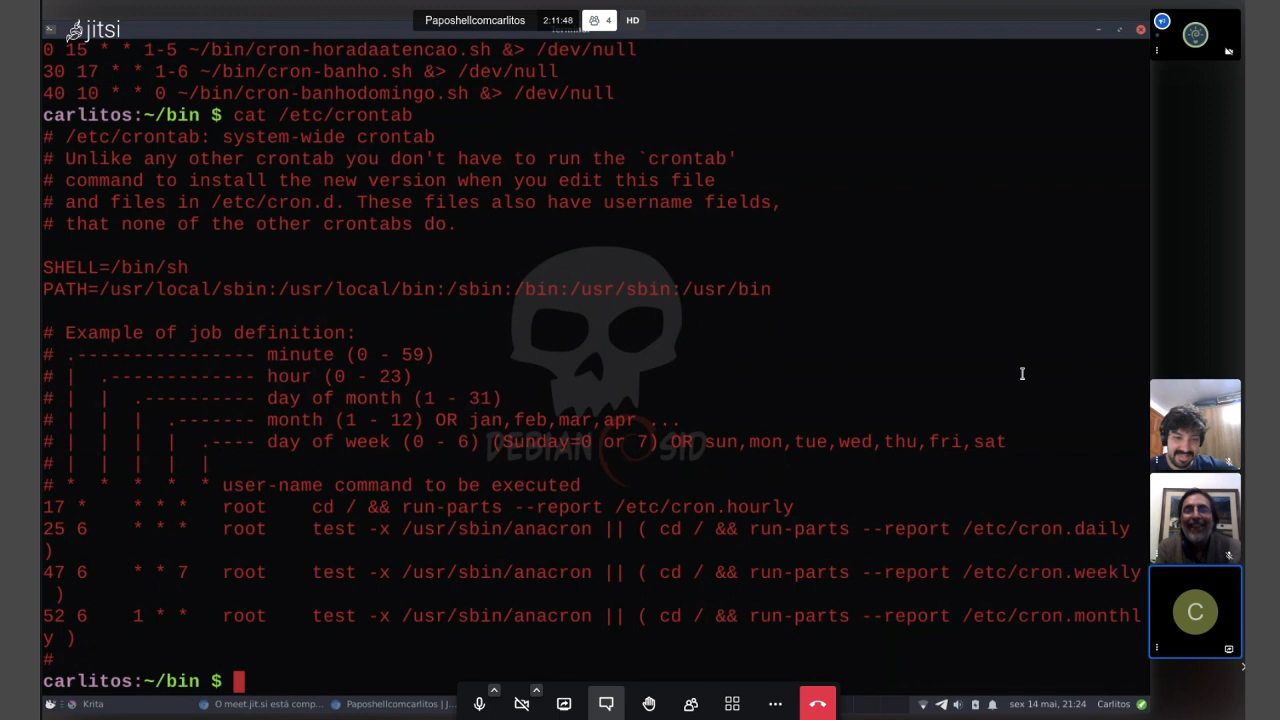 jitsi
Paposhellcomcarlitos 2:11:48 4 HD
0 15 * * 1-5 ~/bin/cron-horadaatencao.sh &> /dev/null
30 17 * * 1-6 ~/bin/cron-banho.sh &> /dev/null
40 10 * * 0 ~/bin/cron-banhodomingo.sh &> /dev/null
carlitos:~/bin $ cat /etc/crontab
# /etc/crontab: system-wide crontab
# Unlike any other crontab you don't have to run the `crontab'
# command to install the new version when you edit this file
# and files in /etc/cron.d. These files also have username fields,
# that none of the other crontabs do.
SHELL=/bin/sh
PATH=/usr/local/sbin:/usr/local/bin:/sbin:/bin:/usr/sbin:/usr/bin
# Example of job definition:
# .---------------- minute (0 - 59)
# |  .------------- hour (0 - 23)
# |  |  .---------- day of month (1 - 31)
# |  |  |  .------- month (1 - 12) OR jan,feb,mar,apr ...
# |  |  |  |  .---- day of week (0 - 6) (Sunday=0 or 7) OR sun,mon,tue,wed,thu,fri,sat
# |  |  |  |  |
# *  *  *  *  * user-name command to be executed
17 *    * * *   root    cd / && run-parts --report /etc/cron.hourly
25 6    * * *   root    test -x /usr/sbin/anacron || ( cd / && run-parts --report /etc/cron.daily
)
47 6    * * 7   root    test -x /usr/sbin/anacron || ( cd / && run-parts --report /etc/cron.weekly
 )
52 6    1 * *   root    test -x /usr/sbin/anacron || ( cd / && run-parts --report /etc/cron.monthl
y )
#
carlitos:~/bin $
DEBIAN SID
C
Krita
O meet.jit.si está comp...
Paposhellcomcarlitos | J...
sex 14 mai, 21:24
Carlitos